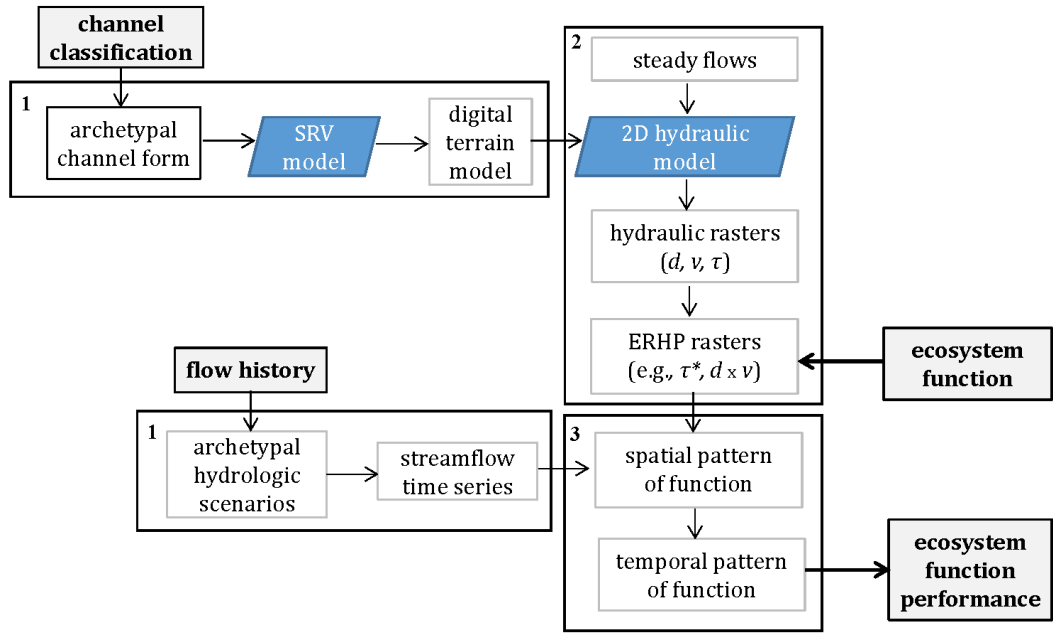 channel
classification
1
archetypal
channel form
SRV
model
digital
terrain
model
2
steady flows
2D hydraulic
model
hydraulic rasters
(d, v, τ)
ERHP rasters
(e.g., τ*, d x v)
ecosystem
function
flow history
1
archetypal
hydrologic
scenarios
streamflow
time series
3
spatial pattern
of function
temporal pattern
of function
ecosystem
function
performance